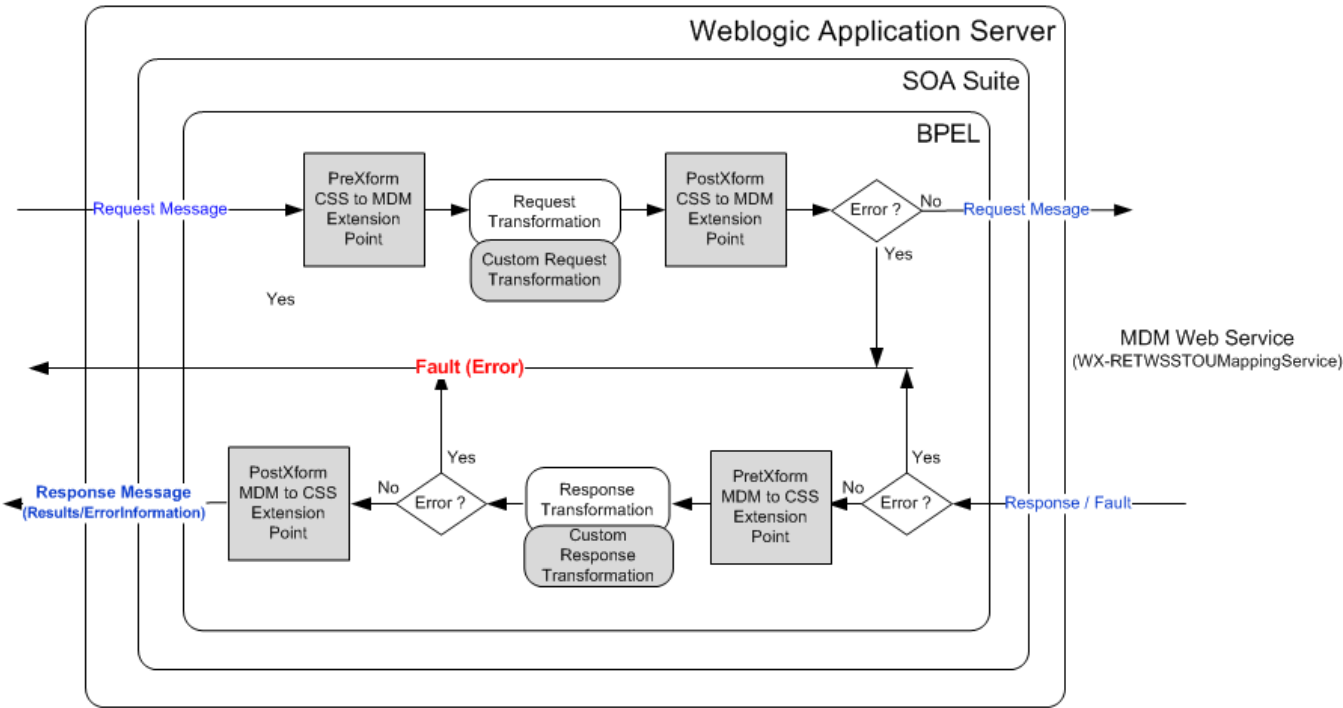 Weblogic Application Server
SOA Suite
BPEL
Request Message
PreXform
CSS to MDM
Extension
Point
Request
Transformation
Custom Request
Transformation
PostXform
CSS to MDM
Extension
Point
Error ?
No
Request Mesage
Yes
Yes
MDM Web Service
(WX-RETWSSTOUMappingService)
Fault (Error)
Response Message
(Results/ErrorInformation)
PostXform
MDM to CSS
Extension
Point
No
Yes
Error ?
Response
Transformation
Custom
Response
Transformation
PretXform
MDM to CSS
Extension
Point
No
Yes
Error ?
Response / Fault